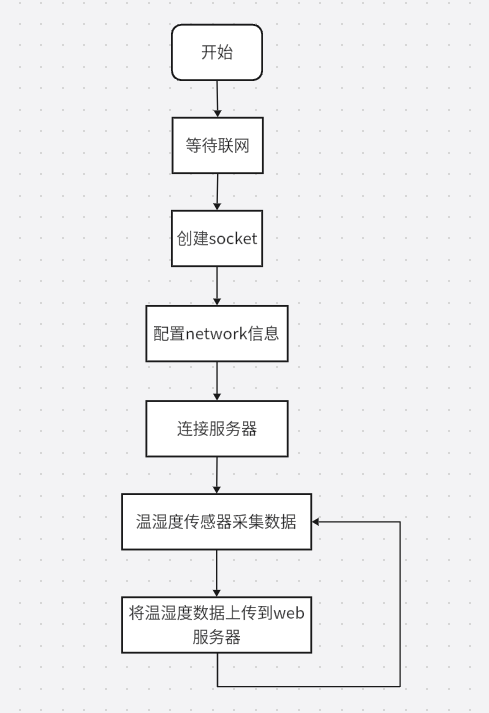 开始
等待联网
创建socket
配置network信息
连接服务器
温湿度传感器采集数据
将温湿度数据上传到web
服务器